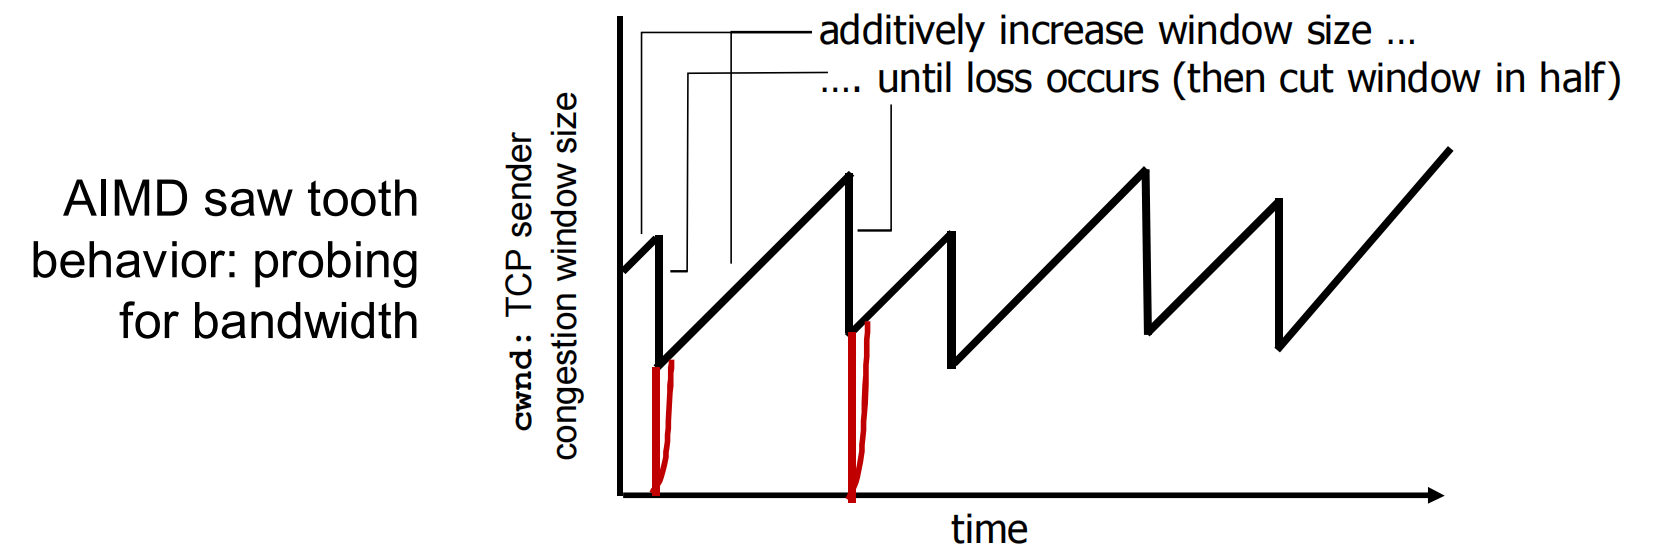 additively increase window size ...
.... until loss occurs (then cut window in half)
AIMD saw tooth
behavior: probing
for bandwidth
cwnd: TCP sender
congestion window size
time